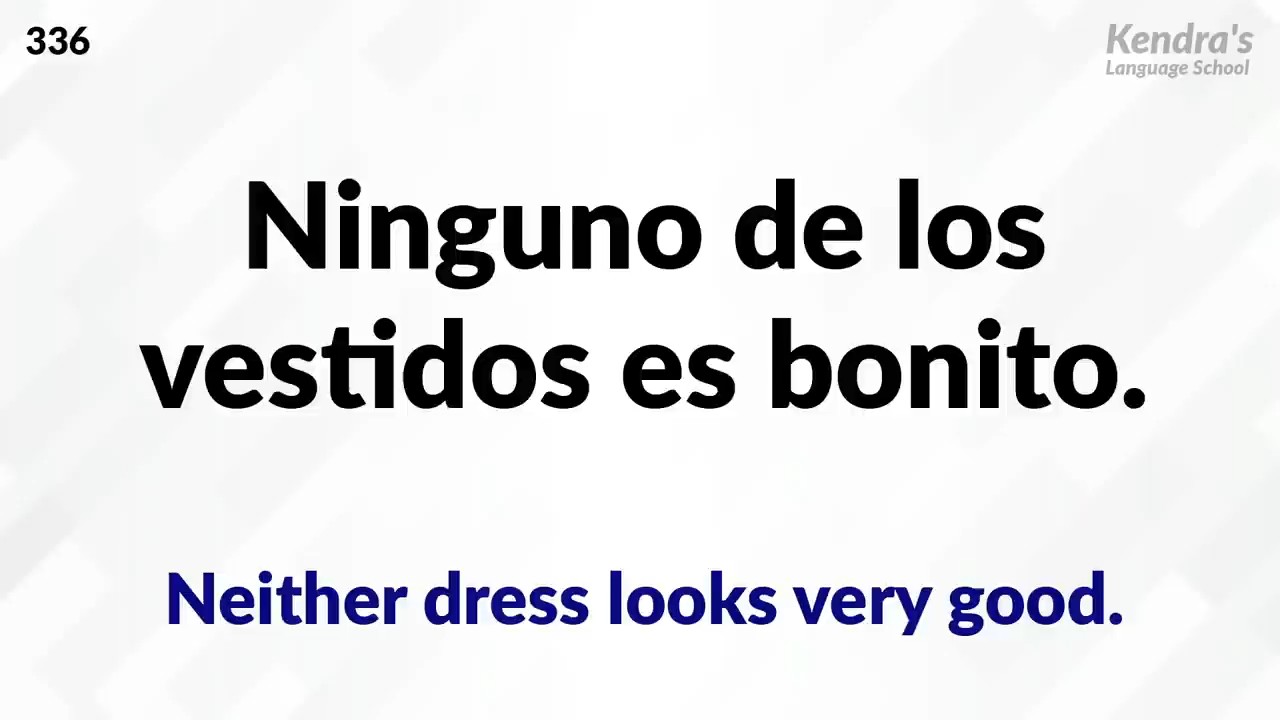 336
Kendra's
Language School
Ninguno de los
vestidos es bonito.
Neither dress looks very good.